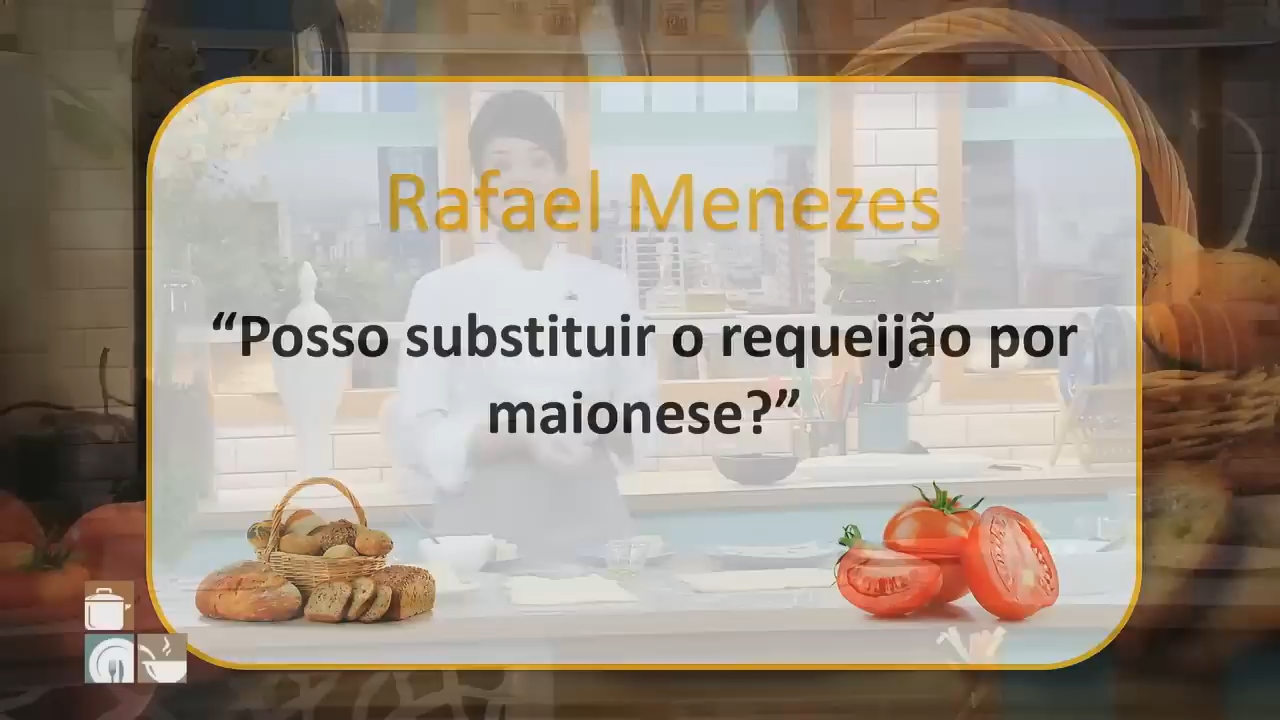 Rafael Menezes
“Posso substituir o requeijão por
maionese?”